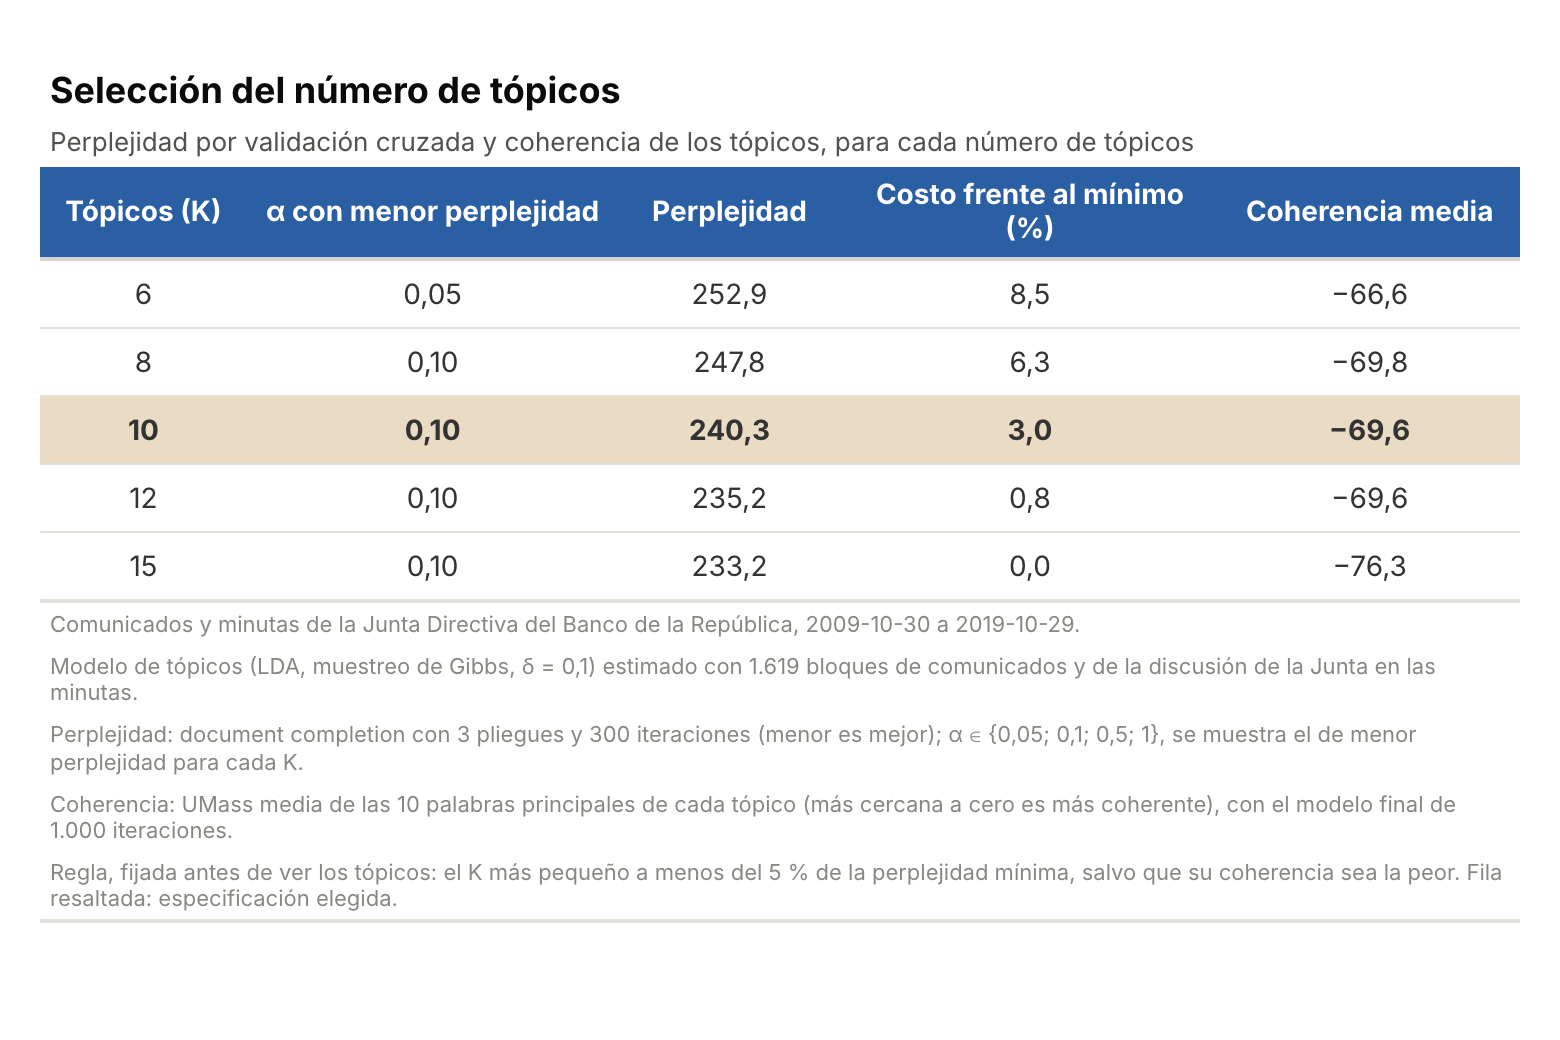 Selección del número de tópicos
Perplejidad por validación cruzada y coherencia de los tópicos, para cada número de tópicos
Tópicos (K) α con menor perplejidad Perplejidad Costo frente al mínimo (%) Coherencia media
6 0,05 252,9 8,5 −66,6
8 0,10 247,8 6,3 −69,8
10 0,10 240,3 3,0 −69,6
12 0,10 235,2 0,8 −69,6
15 0,10 233,2 0,0 −76,3
Comunicados y minutas de la Junta Directiva del Banco de la República, 2009-10-30 a 2019-10-29.
Modelo de tópicos (LDA, muestreo de Gibbs, δ = 0,1) estimado con 1.619 bloques de comunicados y de la discusión de la Junta en las
minutas.
Perplejidad: document completion con 3 pliegues y 300 iteraciones (menor es mejor); α ∈ {0,05; 0,1; 0,5; 1}, se muestra el de menor
perplejidad para cada K.
Coherencia: UMass media de las 10 palabras principales de cada tópico (más cercana a cero es más coherente), con el modelo final de
1.000 iteraciones.
Regla, fijada antes de ver los tópicos: el K más pequeño a menos del 5 % de la perplejidad mínima, salvo que su coherencia sea la peor. Fila
resaltada: especificación elegida.